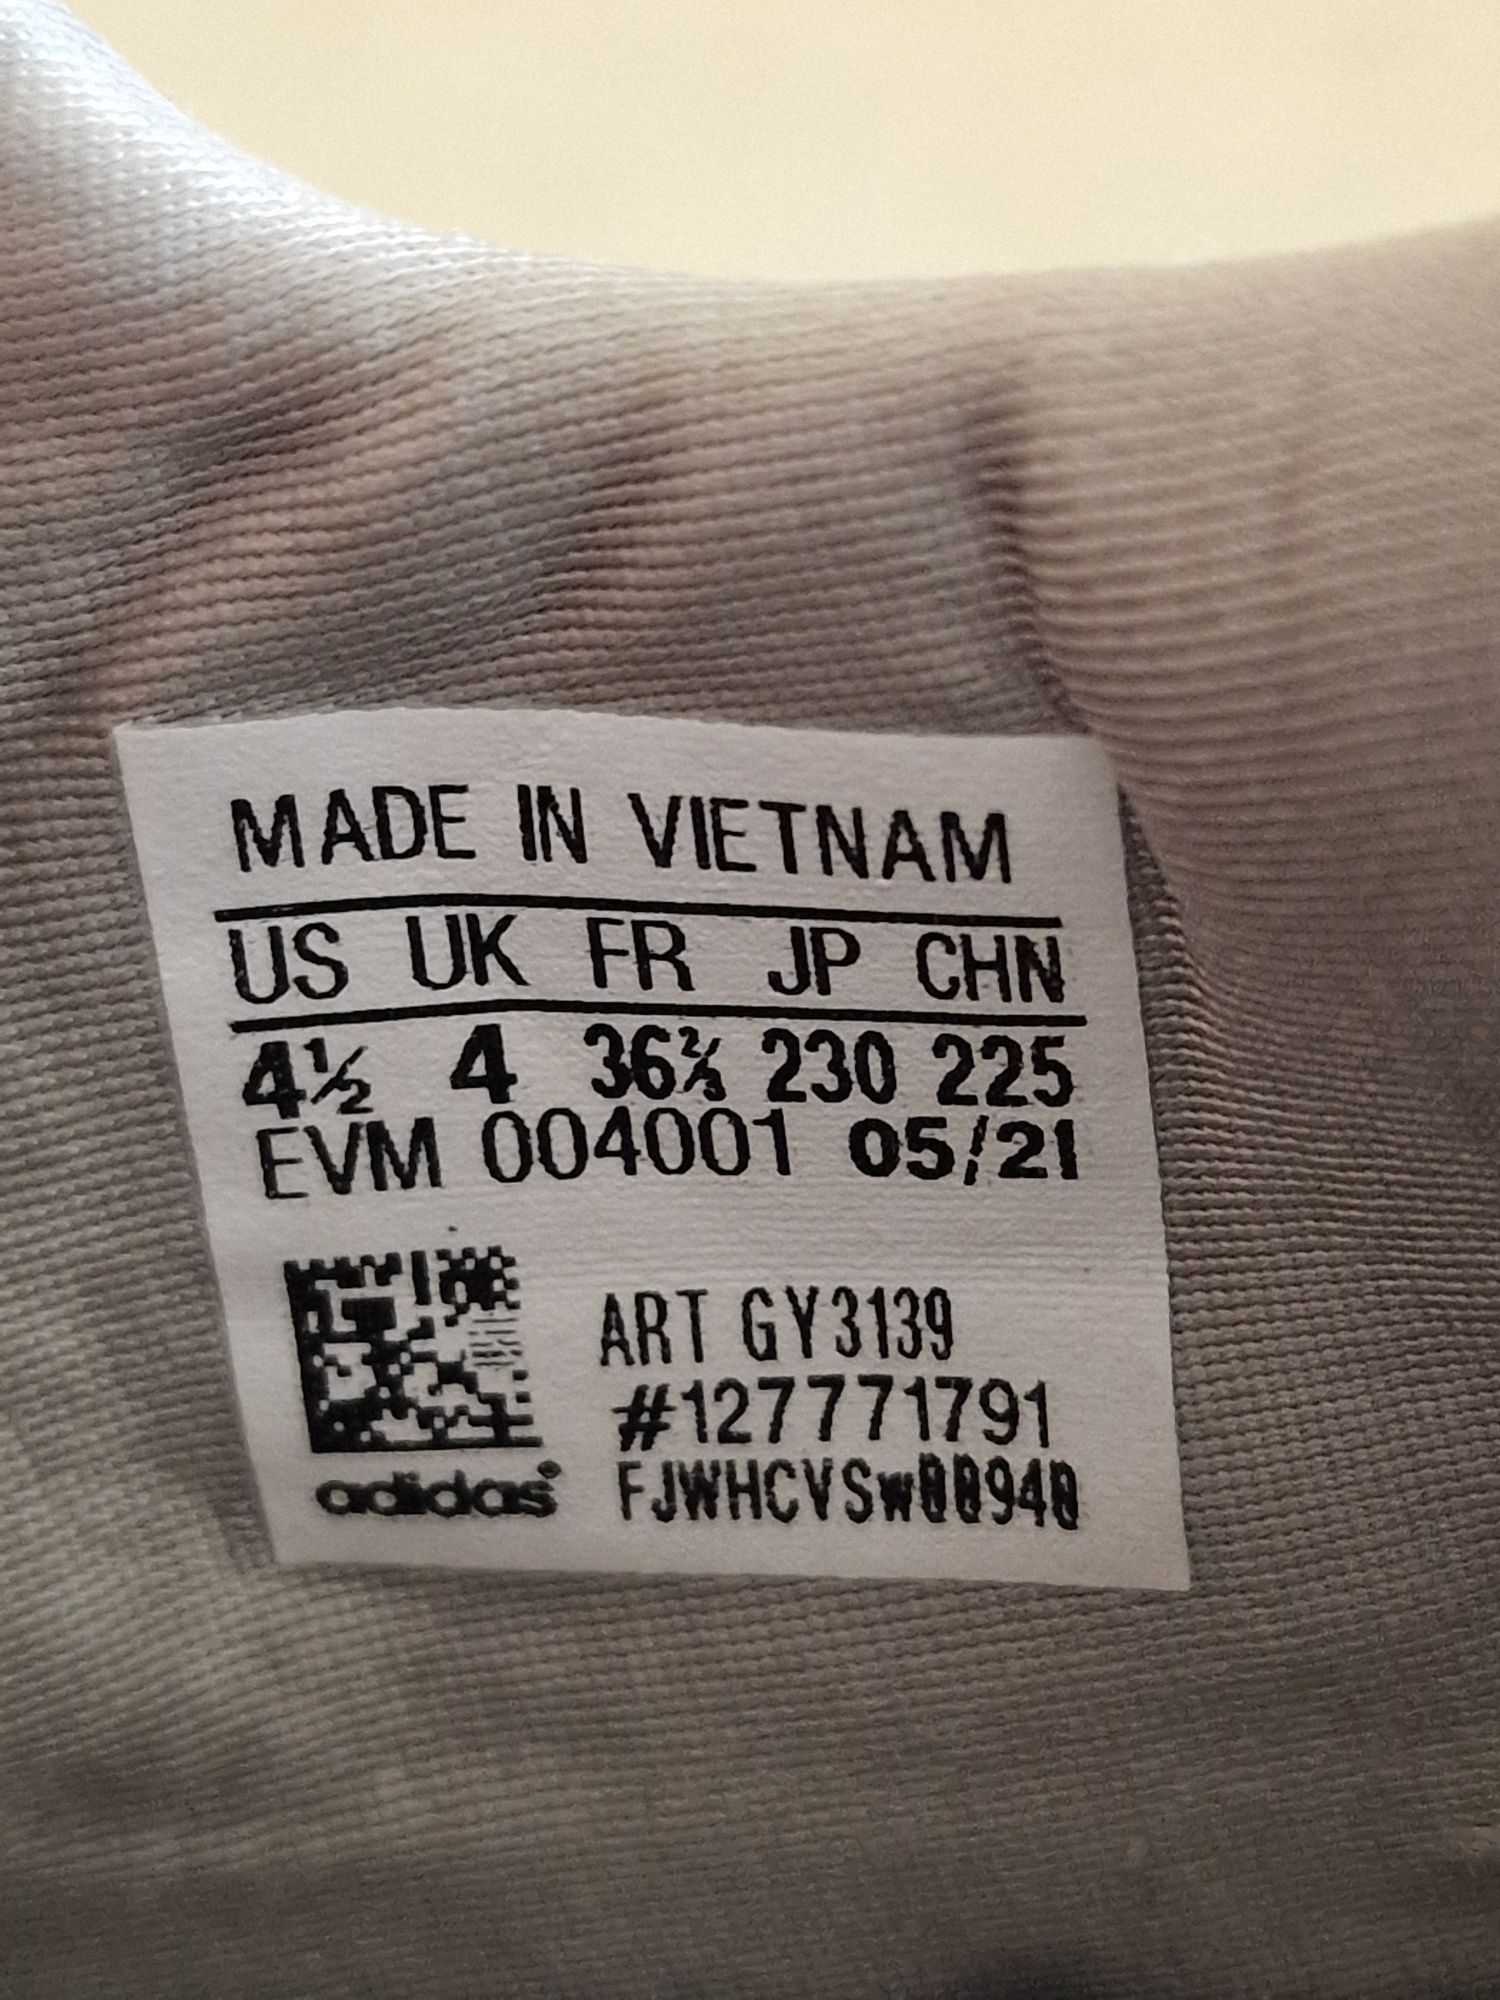 MADE IN VIETNAM
US UK FR JP CHN
4½ 4 36⅔ 230 225
EVM 004001 05/21
ART GY3139
#127771791
adidas® FJWHCVSw00940